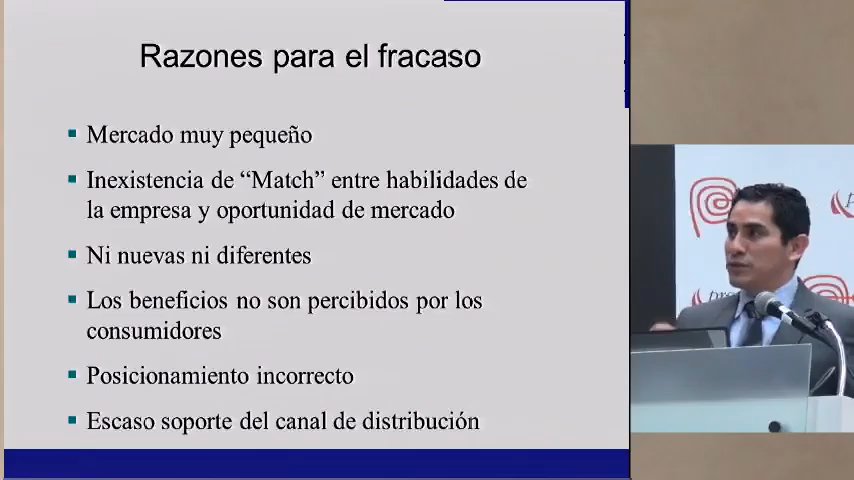 Razones para el fracaso
Mercado muy pequeño
Inexistencia de “Match” entre habilidades de
la empresa y oportunidad de mercado
Ni nuevas ni diferentes
Los beneficios no son percibidos por los
consumidores
Posicionamiento incorrecto
Escaso soporte del canal de distribución